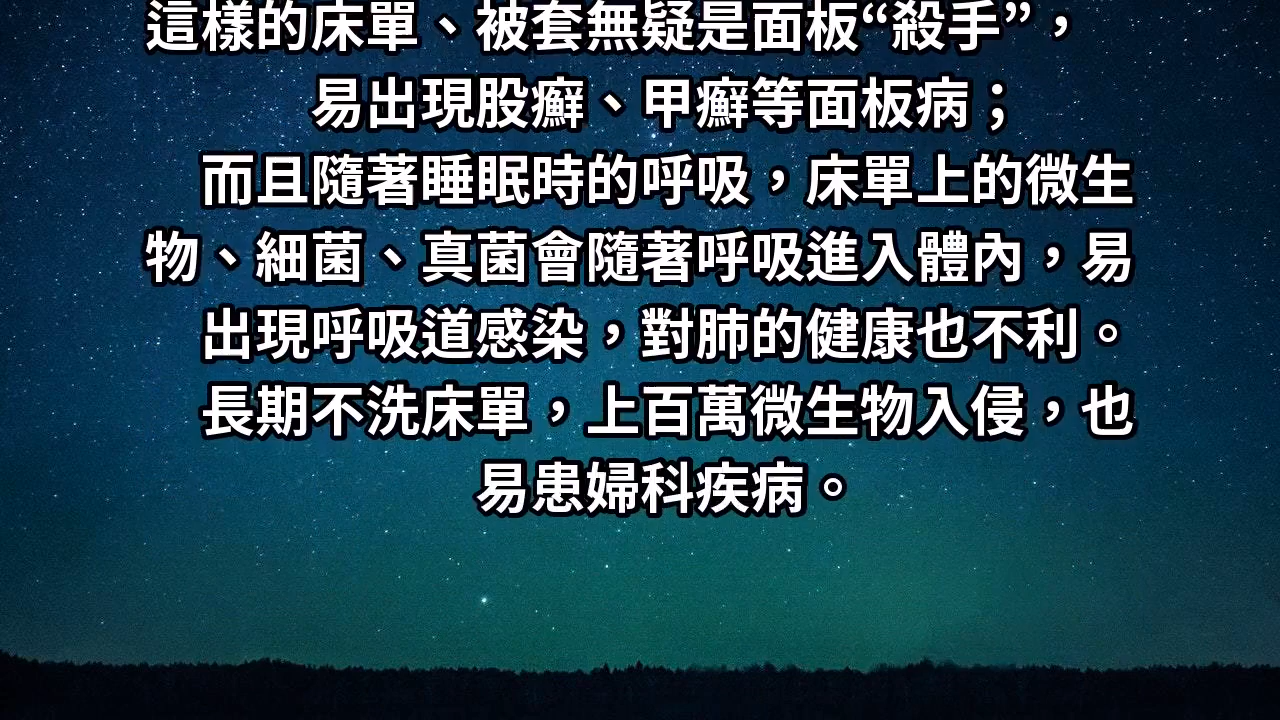 這樣的床單、被套無疑是面板“殺手”，
易出現股癬、甲癬等面板病；
而且隨著睡眠時的呼吸，床單上的微生
物、細菌、真菌會隨著呼吸進入體內，易
出現呼吸道感染，對肺的健康也不利。
長期不洗床單，上百萬微生物入侵，也
易患婦科疾病。